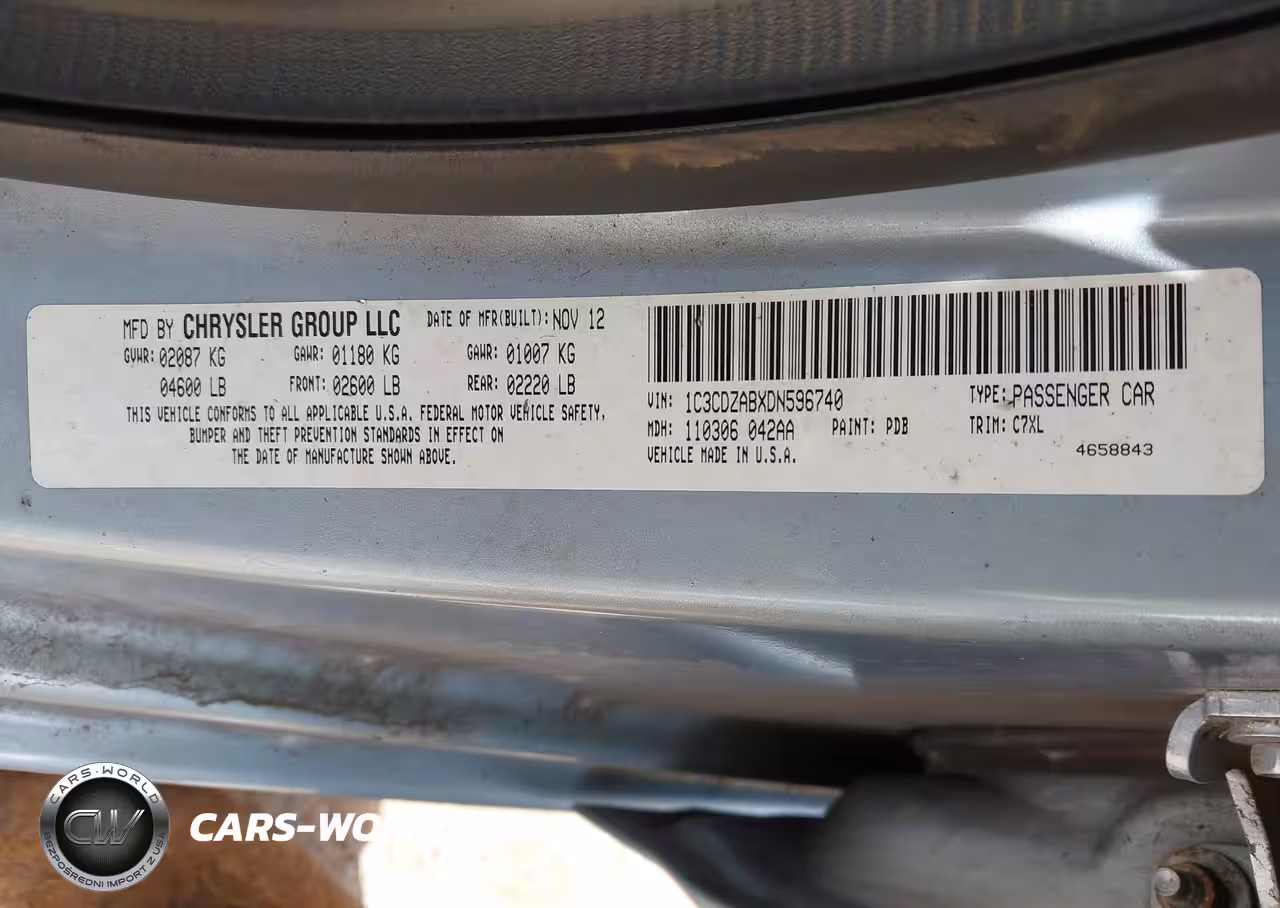 MFD BY CHRYSLER GROUP LLC DATE OF MFR(BUILT): NOV 12
GVWR: 02087 KG GAWR: 01180 KG GAWR: 01007 KG
04600 LB FRONT: 02600 LB REAR: 02220 LB
THIS VEHICLE CONFORMS TO ALL APPLICABLE U.S.A. FEDERAL MOTOR VEHICLE SAFETY,
BUMPER AND THEFT PREVENTION STANDARDS IN EFFECT ON
THE DATE OF MANUFACTURE SHOWN ABOVE.
VIN: 1C3CDZABXDN596740 TYPE: PASSENGER CAR
MDH: 110306 042AA PAINT: PDB TRIM: C7XL
VEHICLE MADE IN U.S.A. 4658843
CARS-WORLD
CW
BEZPOŚREDNI IMPORT Z USA
CARS-WO